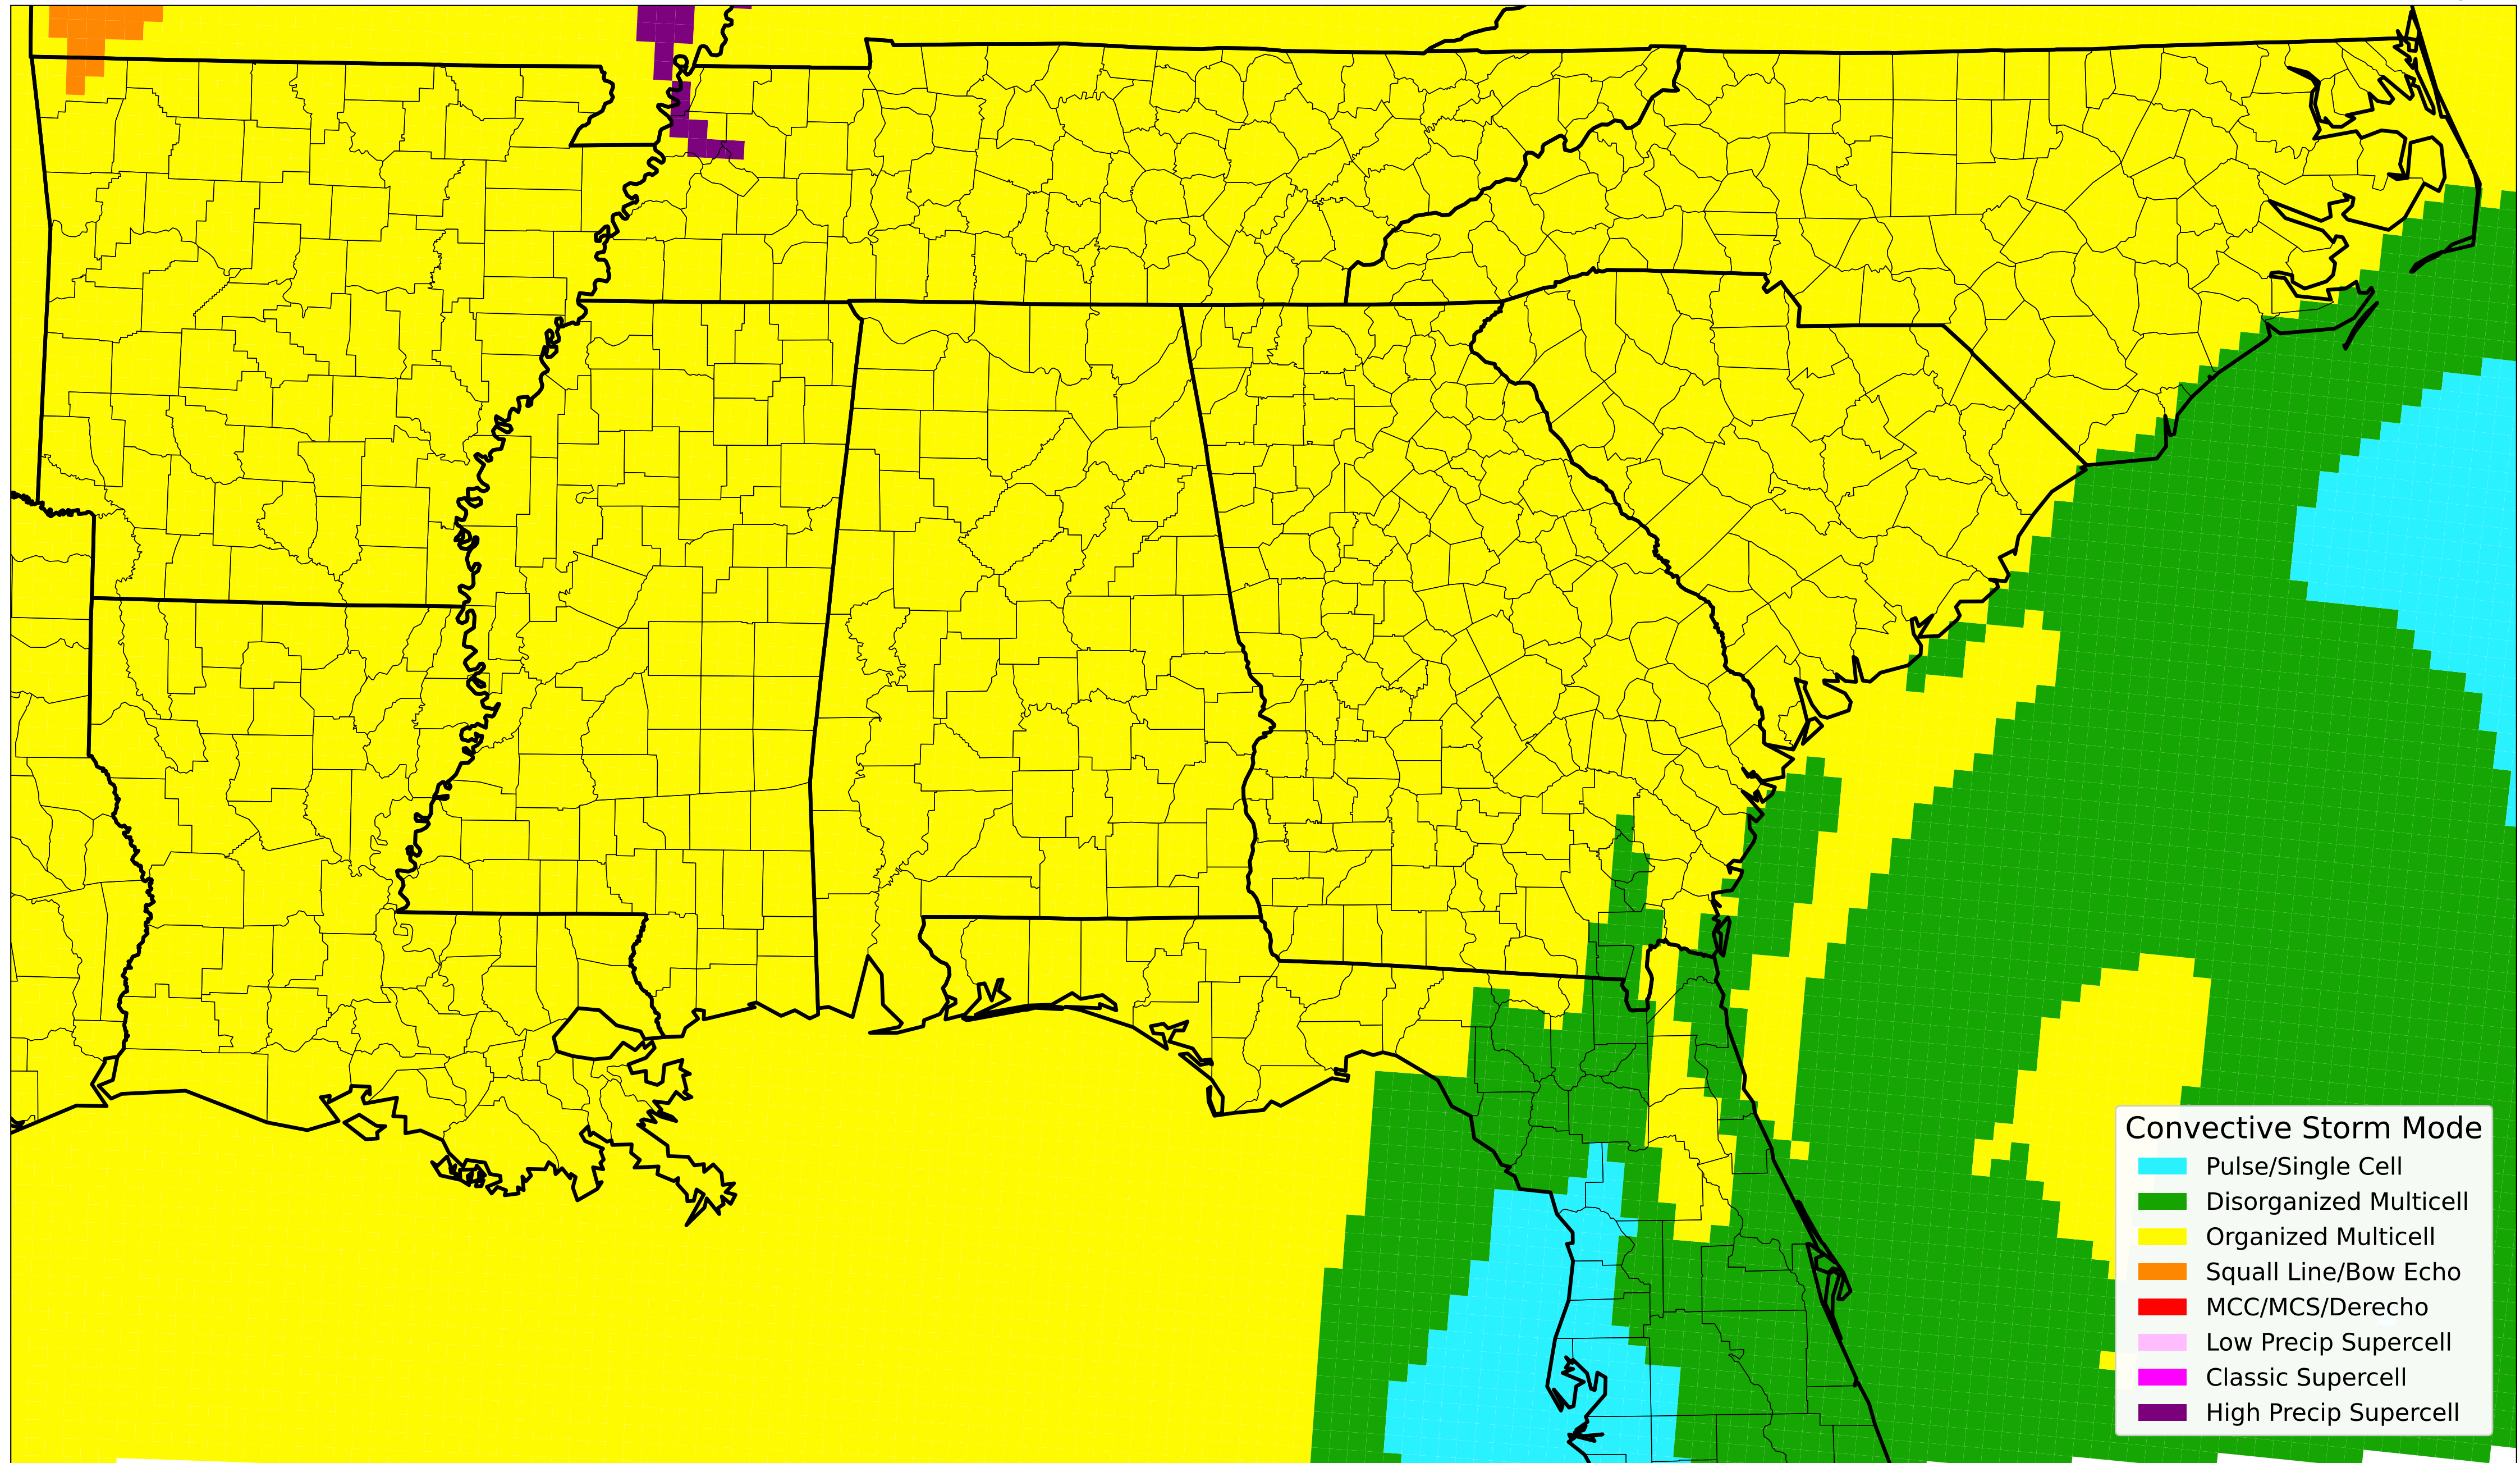 Convective Storm Mode
Pulse/Single Cell
Disorganized Multicell
Organized Multicell
Squall Line/Bow Echo
MCC/MCS/Derecho
Low Precip Supercell
Classic Supercell
High Precip Supercell